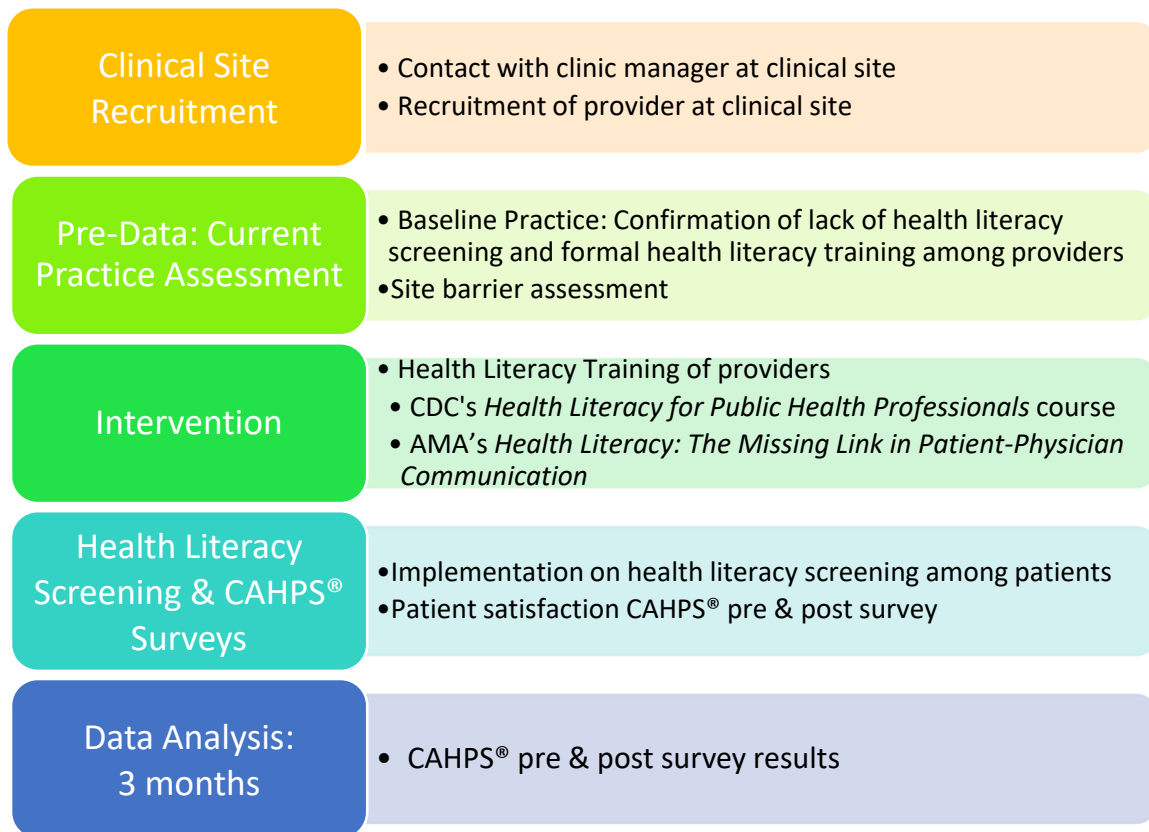 Clinical Site
Recruitment
• Contact with clinic manager at clinical site
• Recruitment of provider at clinical site
Pre-Data: Current
Practice Assessment
• Baseline Practice: Confirmation of lack of health literacy
screening and formal health literacy training among providers
•Site barrier assessment
Intervention
• Health Literacy Training of providers
• CDC's Health Literacy for Public Health Professionals course
• AMA’s Health Literacy: The Missing Link in Patient-Physician
Communication
Health Literacy
Screening & CAHPS®
Surveys
•Implementation on health literacy screening among patients
•Patient satisfaction CAHPS® pre & post survey
Data Analysis:
3 months
• CAHPS® pre & post survey results